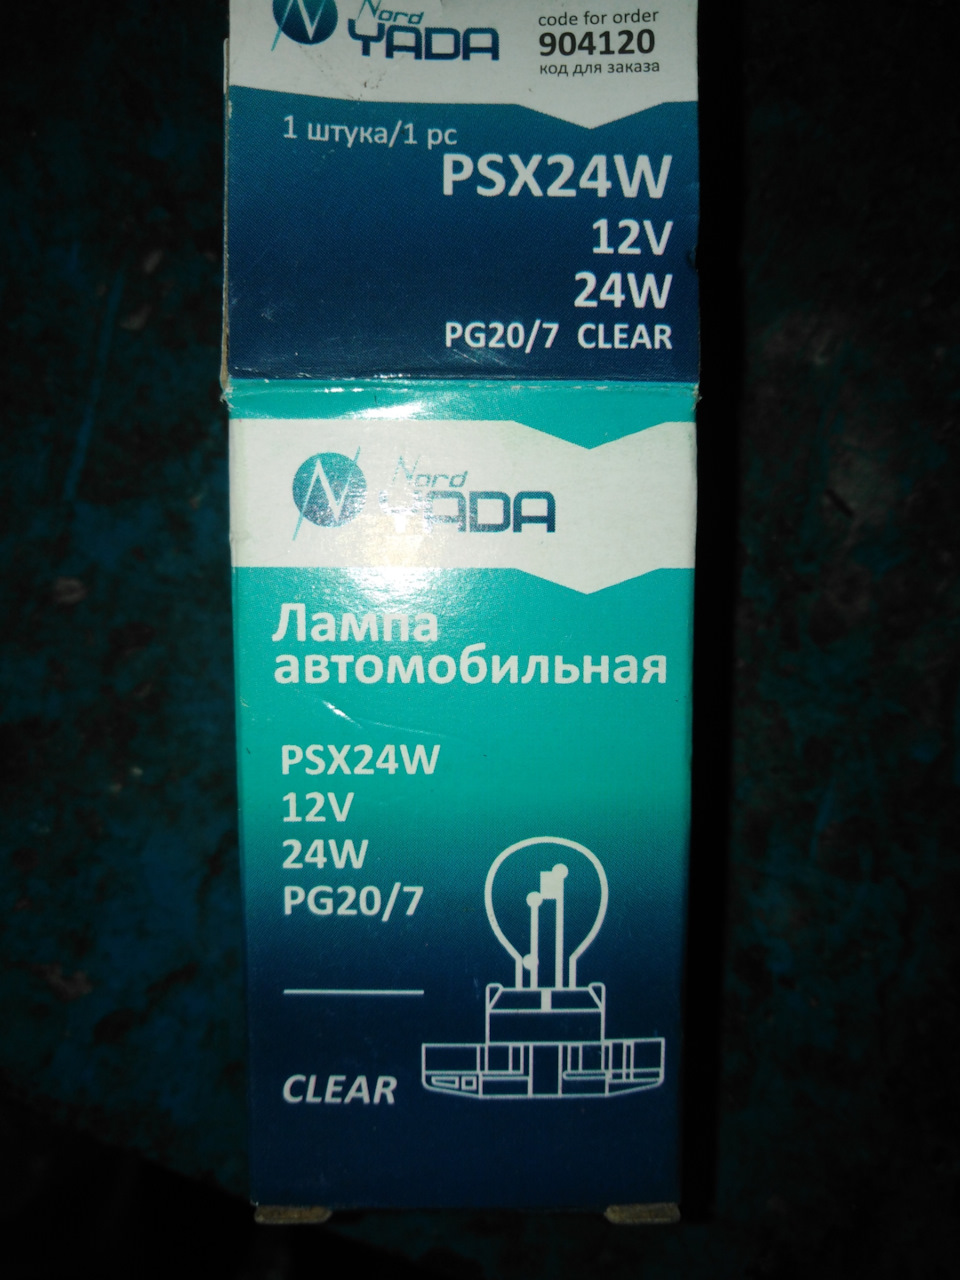 Nord
YADA
code for order
904120
код для заказа
1 штука/1 pc
PSX24W
12V
24W
PG20/7 CLEAR
Nord
YADA
Лампа
автомобильная
PSX24W
12V
24W
PG20/7
CLEAR